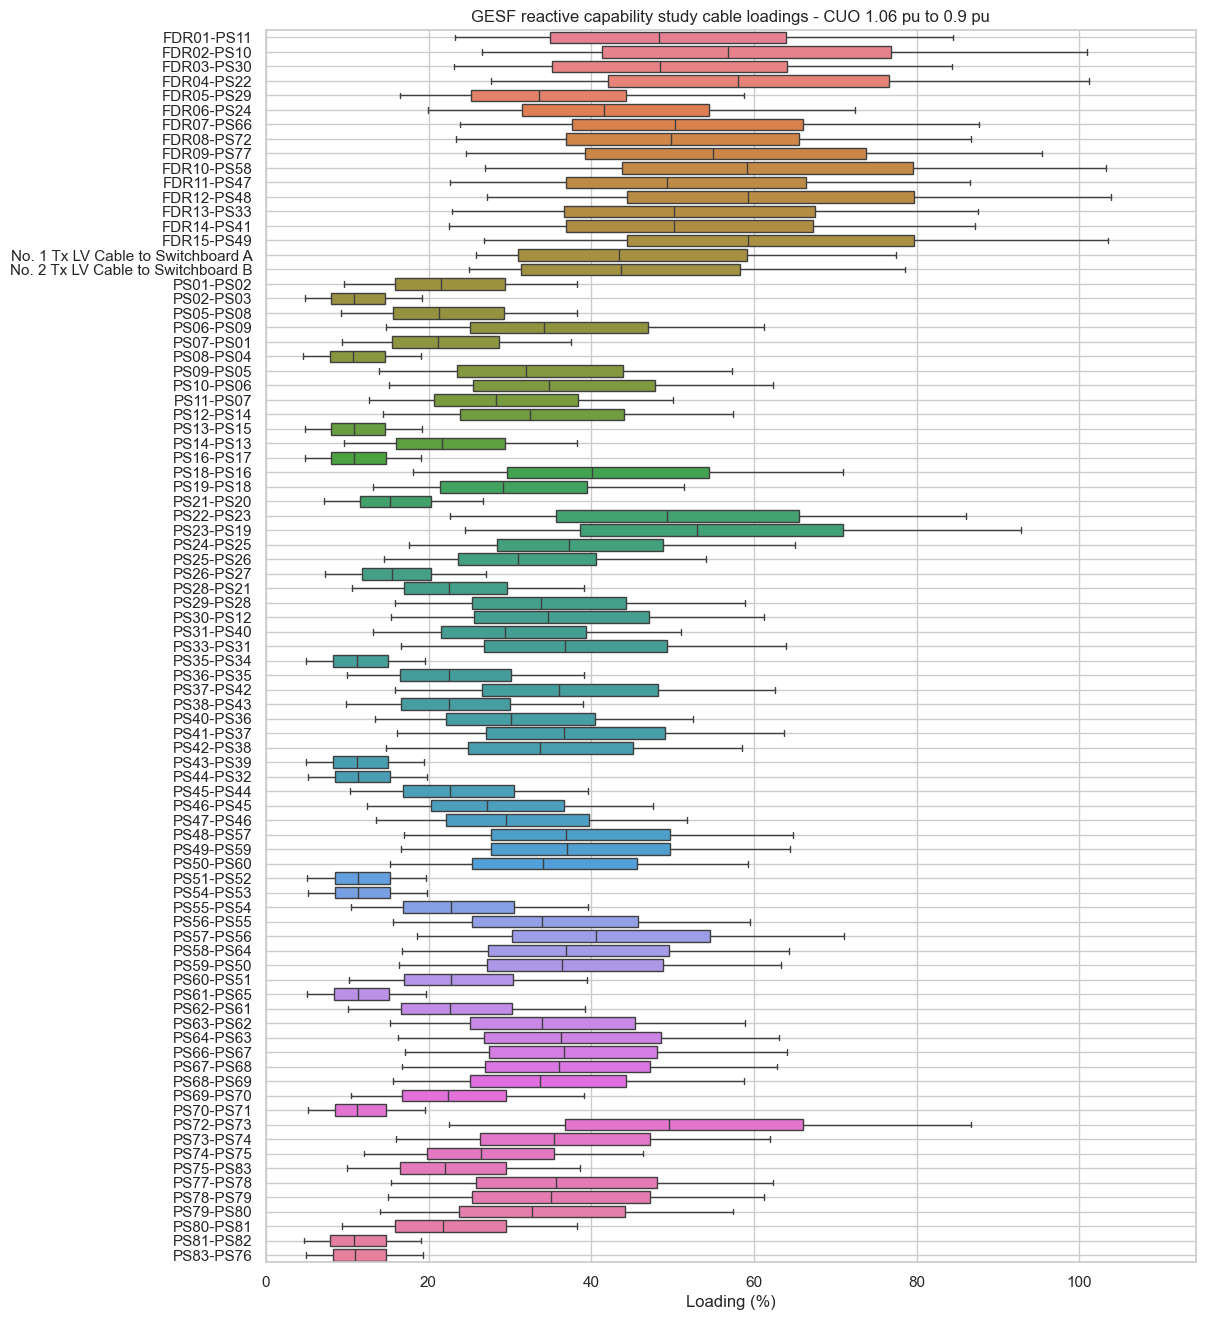 GESF reactive capability study cable loadings - CUO 1.06 pu to 0.9 pu
FDR01-PS11
FDR02-PS10
FDR03-PS30
FDR04-PS22
FDR05-PS29
FDR06-PS24
FDR07-PS66
FDR08-PS72
FDR09-PS77
FDR10-PS58
FDR11-PS47
FDR12-PS48
FDR13-PS33
FDR14-PS41
FDR15-PS49
No. 1 Tx LV Cable to Switchboard A
No. 2 Tx LV Cable to Switchboard B
PS01-PS02
PS02-PS03
PS05-PS08
PS06-PS09
PS07-PS01
PS08-PS04
PS09-PS05
PS10-PS06
PS11-PS07
PS12-PS14
PS13-PS15
PS14-PS13
PS16-PS17
PS18-PS16
PS19-PS18
PS21-PS20
PS22-PS23
PS23-PS19
PS24-PS25
PS25-PS26
PS26-PS27
PS28-PS21
PS29-PS28
PS30-PS12
PS31-PS40
PS33-PS31
PS35-PS34
PS36-PS35
PS37-PS42
PS38-PS43
PS40-PS36
PS41-PS37
PS42-PS38
PS43-PS39
PS44-PS32
PS45-PS44
PS46-PS45
PS47-PS46
PS48-PS57
PS49-PS59
PS50-PS60
PS51-PS52
PS54-PS53
PS55-PS54
PS56-PS55
PS57-PS56
PS58-PS64
PS59-PS50
PS60-PS51
PS61-PS65
PS62-PS61
PS63-PS62
PS64-PS63
PS66-PS67
PS67-PS68
PS68-PS69
PS69-PS70
PS70-PS71
PS72-PS73
PS73-PS74
PS74-PS75
PS75-PS83
PS77-PS78
PS78-PS79
PS79-PS80
PS80-PS81
PS81-PS82
PS83-PS76
0 20 40 60 80 100
Loading (%)